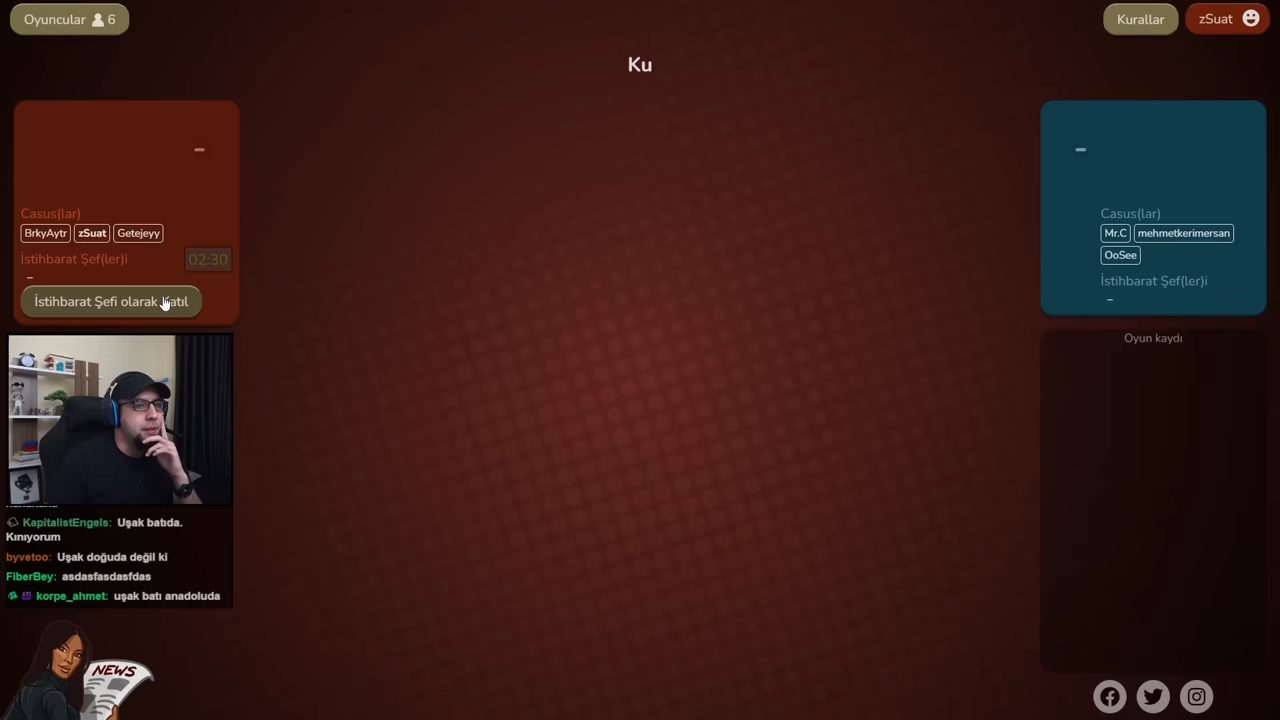 Oyuncular 6
Kurallar
zSuat
Ku
-
Casus(lar)
BrkyAytr zSuat Getejeyy
İstihbarat Şef(ler)i
02:30
-
İstihbarat Şefi olarak
-
Casus(lar)
Mr.C mehmetkerimersan
OoSee
İstihbarat Şef(ler)i
-
Oyun kaydı
KapitalistEngels: Uşak batıda.
Kınıyorum
byvetoo: Uşak doğuda değil ki
FiberBey: asdasfasdasfdas
korpe_ahmet: uşak batı anadoluda
NEWS